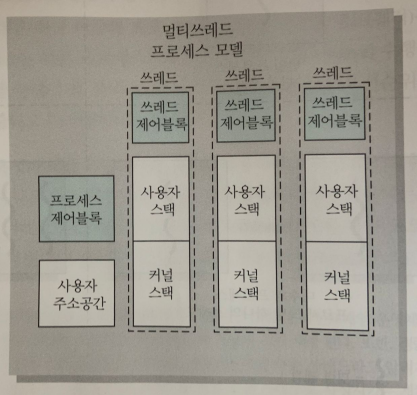 멀티쓰레드
프로세스 모델
쓰레드 쓰레드 쓰레드
쓰레드 쓰레드 쓰레드
제어블록 제어블록 제어블록
프로세스
제어블록
사용자 사용자 사용자
스택 스택 스택
사용자
주소공간
커널 커널 커널
스택 스택 스택